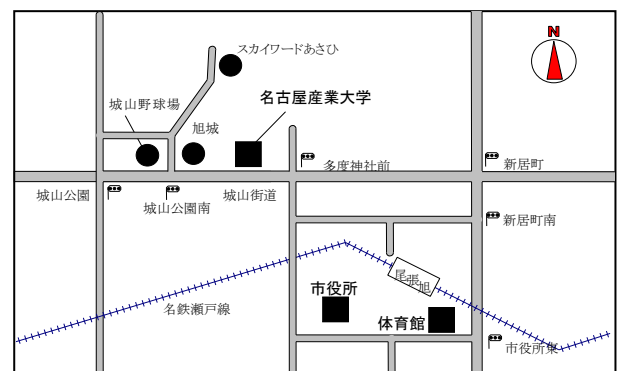 スカイワードあさひ
N
名古屋産業大学
城山野球場
旭城
多度神社前
新居町
城山公園
城山公園南
城山街道
新居町南
尾張旭
市役所
名鉄瀬戸線
体育館
市役所東